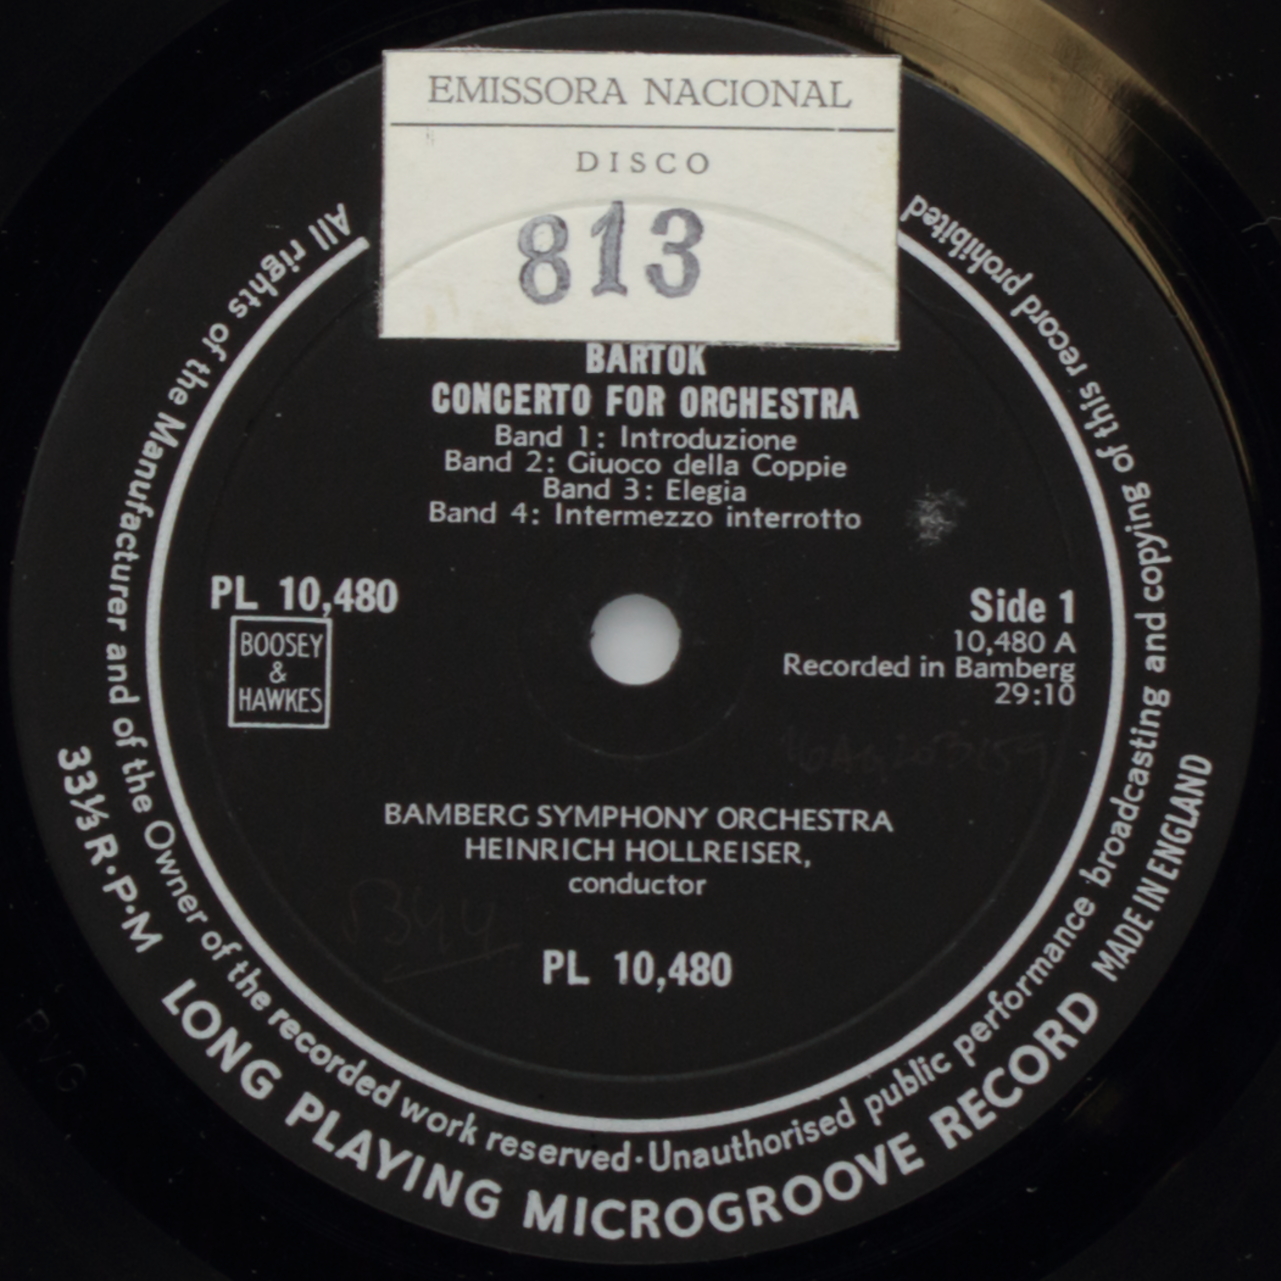 EMISSORA NACIONAL
DISCO
813
BARTOK
CONCERTO FOR ORCHESTRA
Band 1: Introduzione
Band 2: Giuoco della Coppie
Band 3: Elegia
Band 4: Intermezzo interrotto
PL 10,480
BOOSEY
&
HAWKES
Side 1
10,480 A
Recorded in Bamberg
29:10
BAMBERG SYMPHONY ORCHESTRA
HEINRICH HOLLREISER,
conductor
PL 10,480
All rights of the Manufacturer and of the Owner of the recorded work reserved·Unauthorised public performance broadcasting and copying of this record prohibited
33⅓ R·P·M LONG PLAYING MICROGROOVE RECORD MADE IN ENGLAND